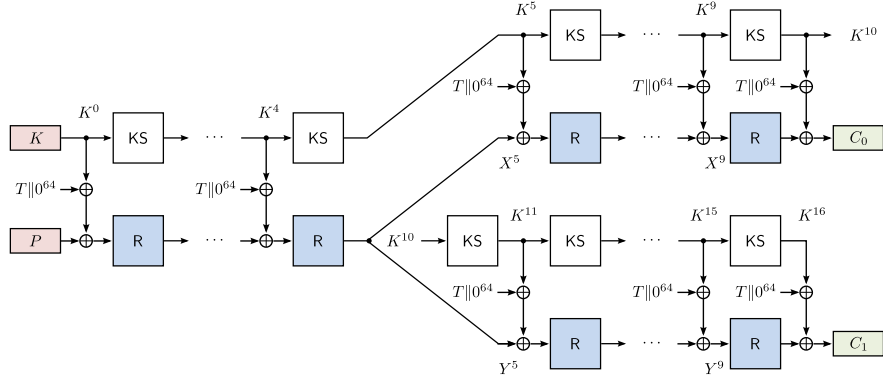 K^5 K^9
KS ··· KS K^10
T‖0^64 T‖0^64 T‖0^64
K^0 K^4
K KS ··· KS
R ··· R C_0
X^5 X^9
T‖0^64 T‖0^64
K^11 K^15 K^16
P R ··· R K^10 KS KS ··· KS
T‖0^64 T‖0^64 T‖0^64
R ··· R C_1
Y^5 Y^9